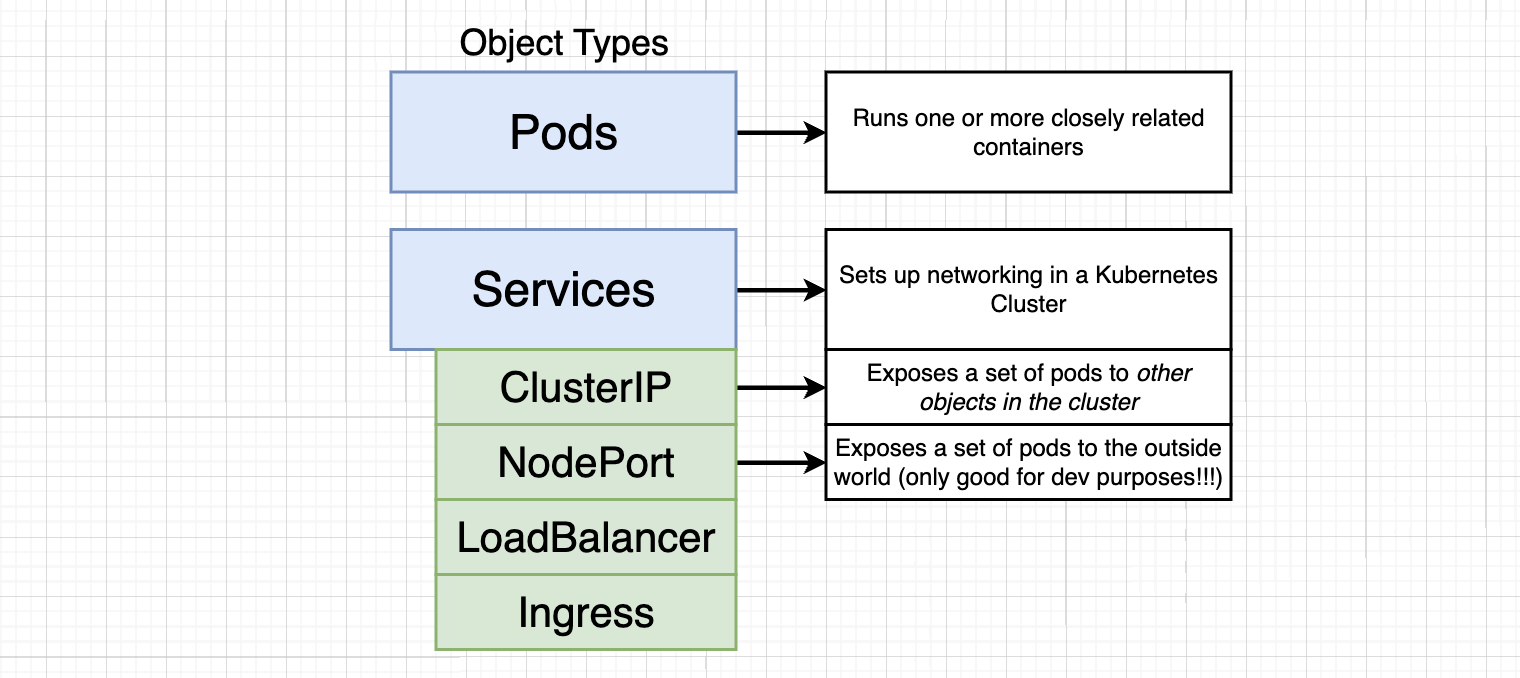 Object Types
Pods
Runs one or more closely related
containers
Services
Sets up networking in a Kubernetes
Cluster
ClusterIP
Exposes a set of pods to other
objects in the cluster
NodePort
Exposes a set of pods to the outside
world (only good for dev purposes!!!)
LoadBalancer
Ingress